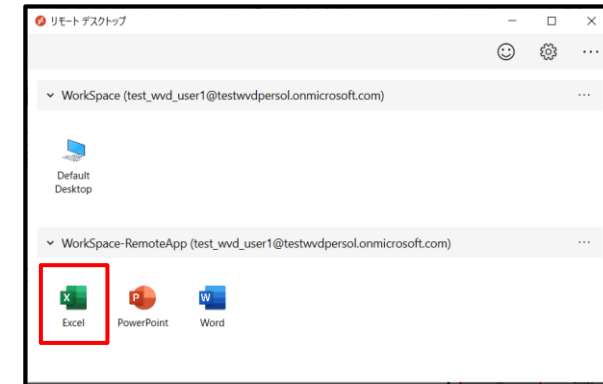 リモート デスクトップ
WorkSpace (test_wvd_user1@testwvdpersol.onmicrosoft.com)
Default
Desktop
WorkSpace-RemoteApp (test_wvd_user1@testwvdpersol.onmicrosoft.com)
Excel
PowerPoint
Word